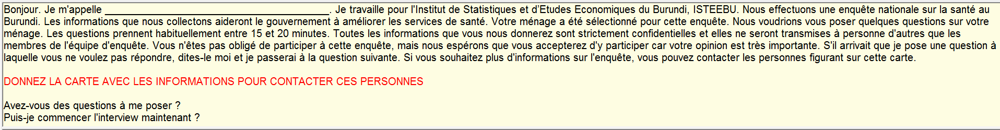 Bonjour. Je m'appelle _______________________________________. Je travaille pour l'Institut de Statistiques et d’Etudes Economiques du Burundi, ISTEEBU. Nous effectuons une enquête nationale sur la santé au
Burundi. Les informations que nous collectons aideront le gouvernement à améliorer les services de santé. Votre ménage a été sélectionné pour cette enquête. Nous voudrions vous poser quelques questions sur votre
ménage. Les questions prennent habituellement entre 15 et 20 minutes. Toutes les informations que vous nous donnerez sont strictement confidentielles et elles ne seront transmises à personne d'autres que les
membres de l'équipe d'enquête. Vous n'êtes pas obligé de participer à cette enquête, mais nous espérons que vous accepterez d'y participer car votre opinion est très importante. S'il arrivait que je pose une question à
laquelle vous ne voulez pas répondre, dites-le moi et je passerai à la question suivante. Si vous souhaitez plus d'informations sur l'enquête, vous pouvez contacter les personnes figurant sur cette carte.
DONNEZ LA CARTE AVEC LES INFORMATIONS POUR CONTACTER CES PERSONNES
Avez-vous des questions à me poser ?
Puis-je commencer l'interview maintenant ?